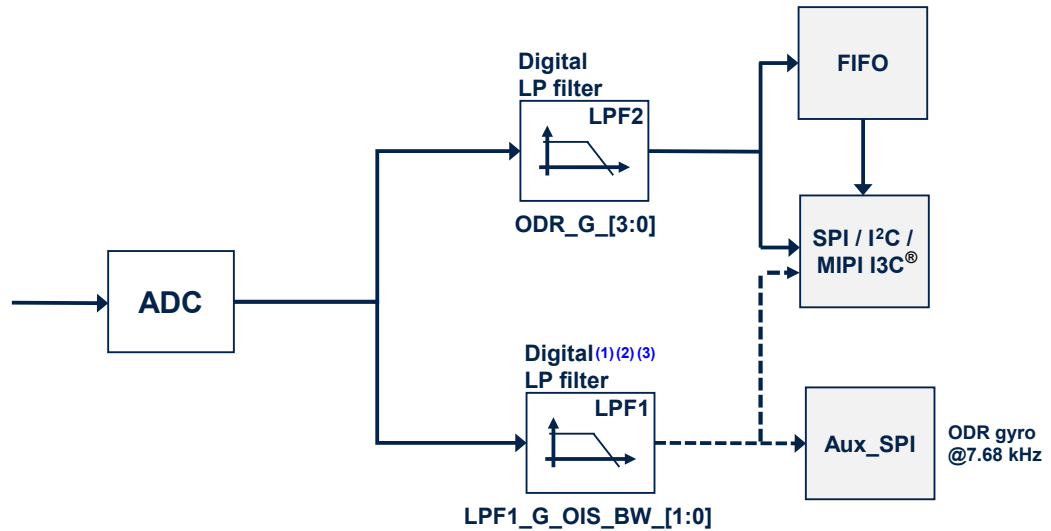 Digital
LP filter
LPF2
ODR_G_[3:0]
FIFO
SPI / I²C /
MIPI I3C®
ADC
Digital (1) (2) (3)
LP filter
LPF1
LPF1_G_OIS_BW_[1:0]
Aux_SPI
ODR gyro
@7.68 kHz